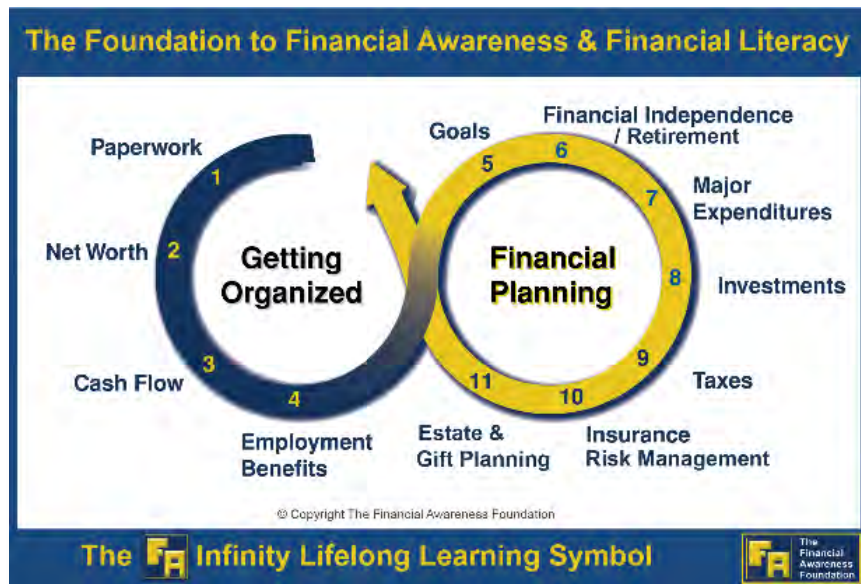 The Foundation to Financial Awareness & Financial Literacy
Paperwork
1
Net Worth
2
Cash Flow
3
4
Employment
Benefits
Getting
Organized
Goals
5
Financial Independence
/ Retirement
6
7
Major
Expenditures
8
Investments
9
Taxes
10
Insurance
Risk Management
11
Estate &
Gift Planning
Financial
Planning
© Copyright The Financial Awareness Foundation
The FA Infinity Lifelong Learning Symbol
FA
The
Financial
Awareness
Foundation